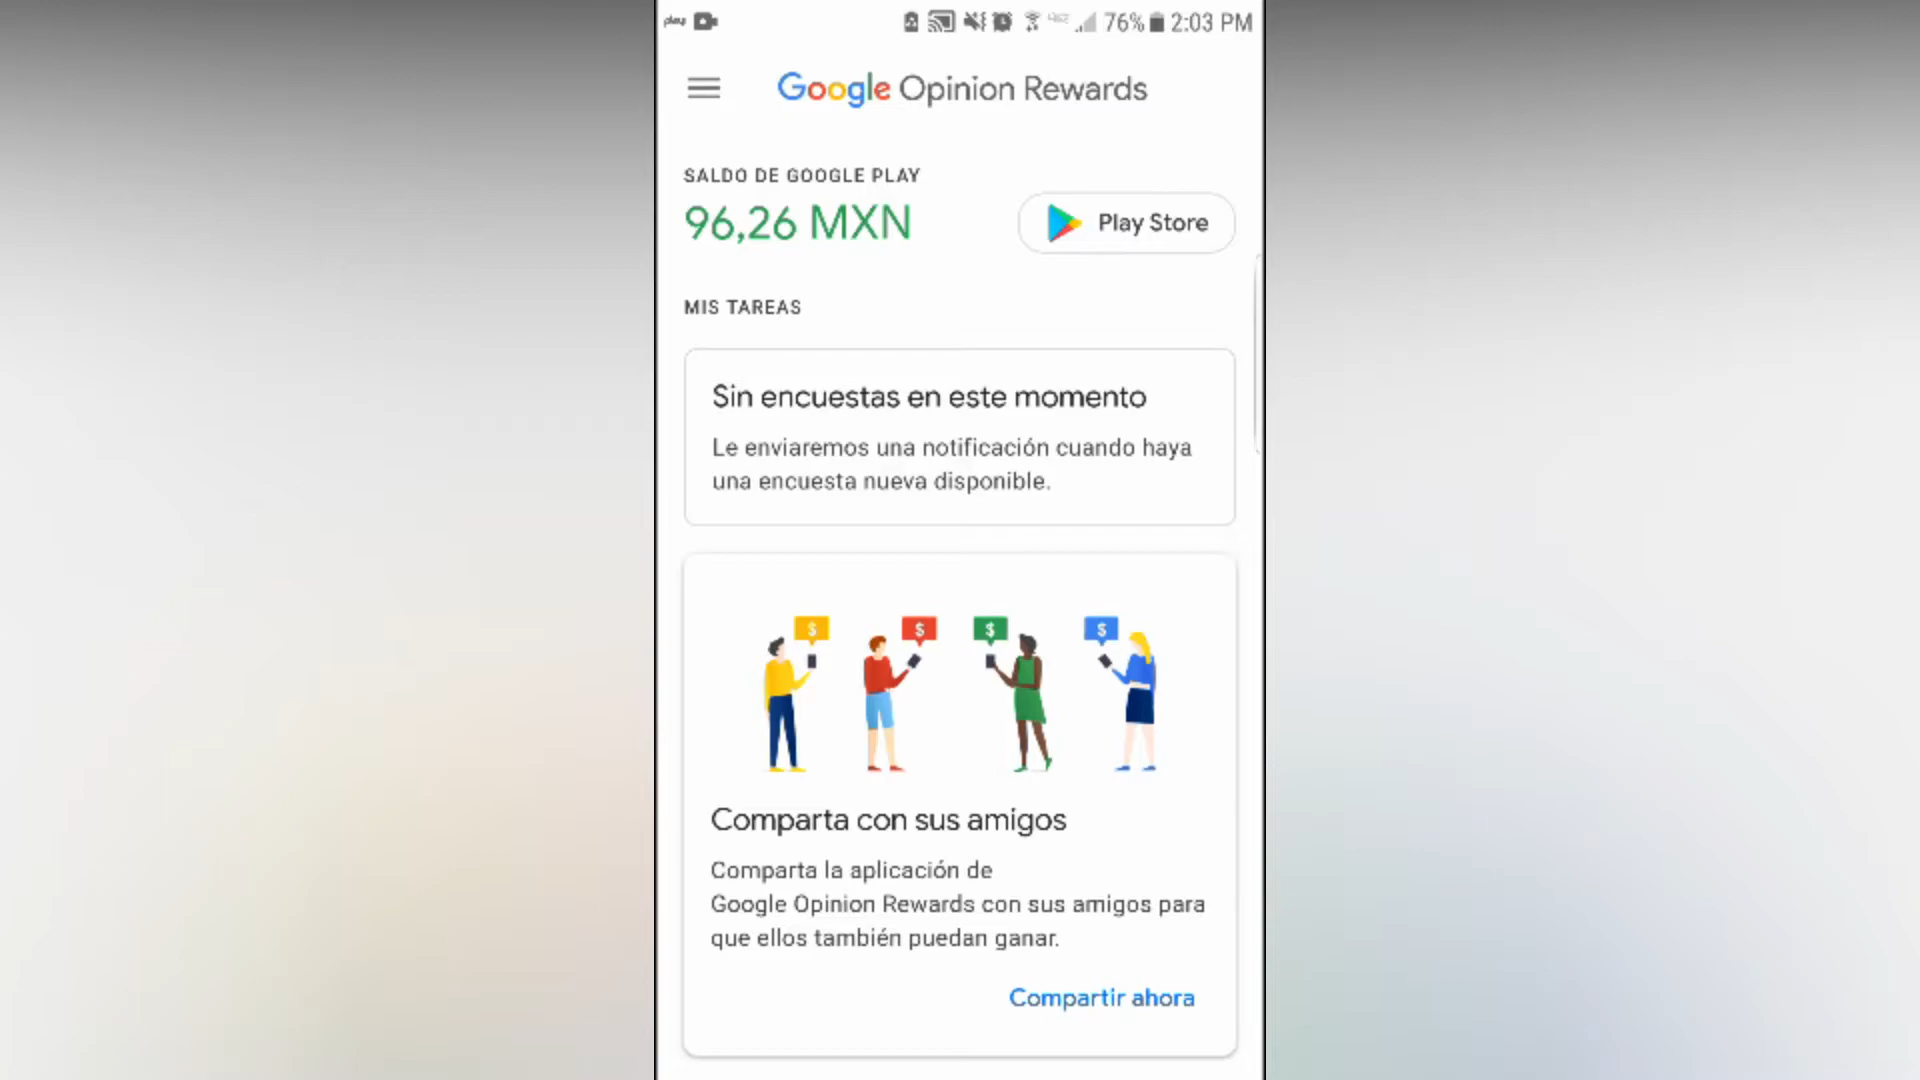 76% 2:03 PM
Google Opinion Rewards
SALDO DE GOOGLE PLAY
96,26 MXN
Play Store
MIS TAREAS
Sin encuestas en este momento
Le enviaremos una notificación cuando haya
una encuesta nueva disponible.
$ $ $ $
Comparta con sus amigos
Comparta la aplicación de
Google Opinion Rewards con sus amigos para
que ellos también puedan ganar.
Compartir ahora